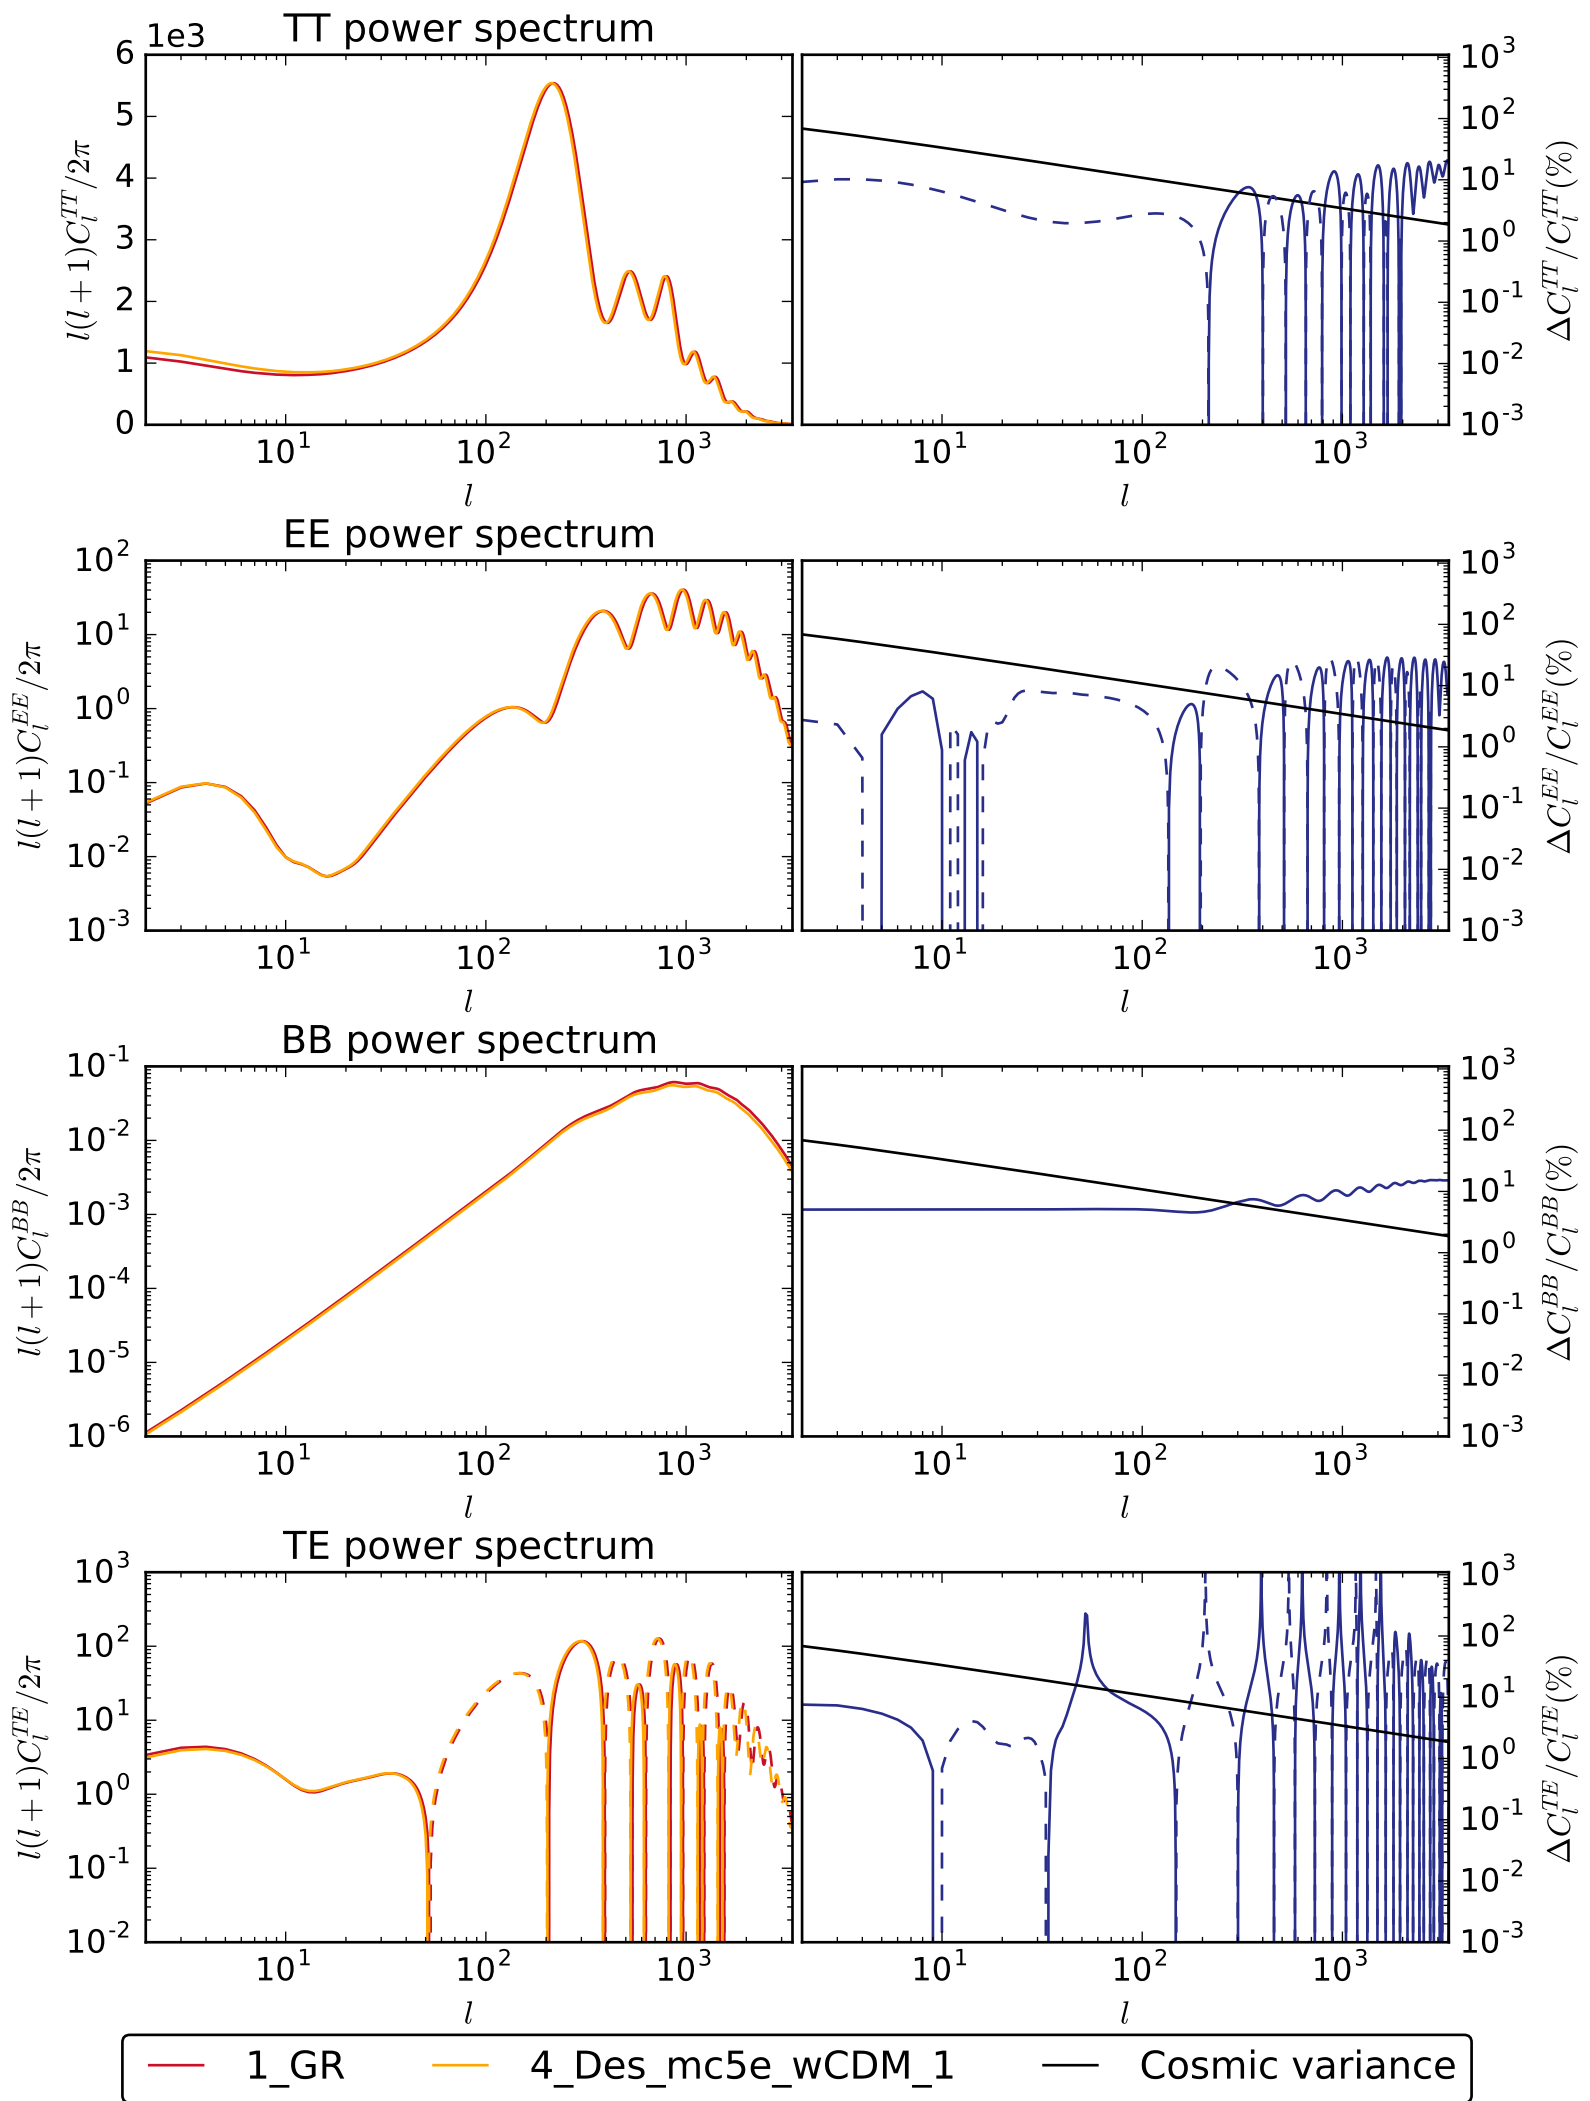 TT power spectrum
1e3
6
5
4
3
2
1
0
l(l + 1)C_l^{TT}/2π
10^1 10^2 10^3
l
10^3
10^2
10^1
10^0
10^-1
10^-2
10^-3
ΔC_l^{TT}/C_l^{TT}(%)
10^1 10^2 10^3
l
EE power spectrum
10^2
10^1
10^0
10^-1
10^-2
10^-3
l(l + 1)C_l^{EE}/2π
10^1 10^2 10^3
l
10^3
10^2
10^1
10^0
10^-1
10^-2
10^-3
ΔC_l^{EE}/C_l^{EE}(%)
10^1 10^2 10^3
l
BB power spectrum
10^-1
10^-2
10^-3
10^-4
10^-5
10^-6
l(l + 1)C_l^{BB}/2π
10^1 10^2 10^3
l
10^3
10^2
10^1
10^0
10^-1
10^-2
10^-3
ΔC_l^{BB}/C_l^{BB}(%)
10^1 10^2 10^3
l
TE power spectrum
10^3
10^2
10^1
10^0
10^-1
10^-2
l(l + 1)C_l^{TE}/2π
10^1 10^2 10^3
l
10^3
10^2
10^1
10^0
10^-1
10^-2
10^-3
ΔC_l^{TE}/C_l^{TE}(%)
10^1 10^2 10^3
l
1_GR 4_Des_mc5e_wCDM_1 Cosmic variance